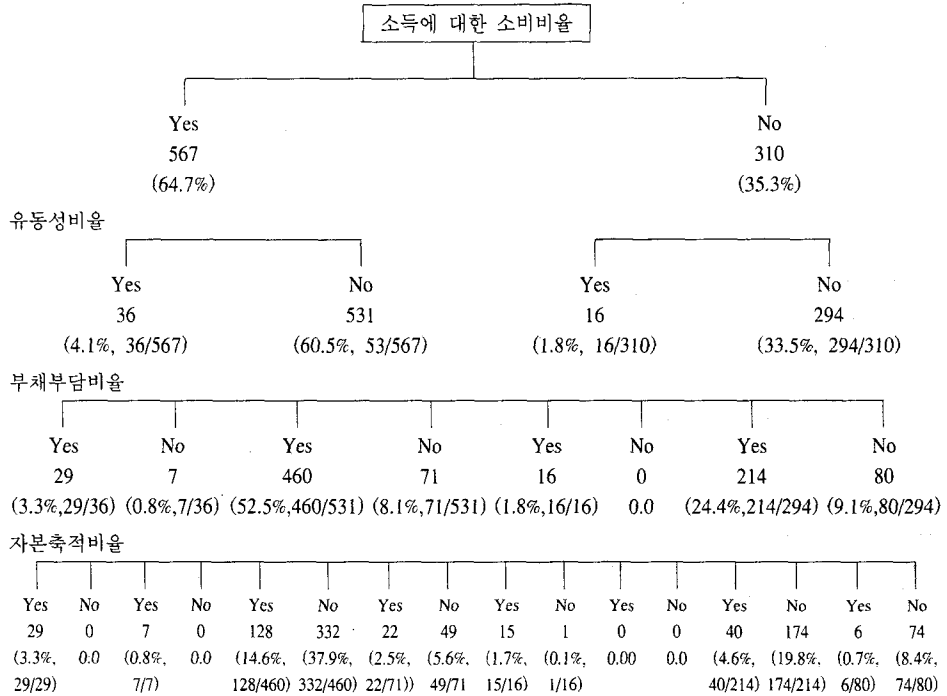 소득에 대한 소비비율
Yes No
567 310
(64.7%) (35.3%)
유동성비율
Yes No Yes No
36 531 16 294
(4.1%, 36/567) (60.5%, 53/567) (1.8%, 16/310) (33.5%, 294/310)
부채부담비율
Yes No Yes No Yes No Yes No
29 7 460 71 16 0 214 80
(3.3%,29/36) (0.8%,7/36) (52.5%,460/531) (8.1%,71/531) (1.8%,16/16) 0.0 (24.4%,214/294) (9.1%,80/294)
자본축적비율
Yes No Yes No Yes No Yes No Yes No Yes No Yes No Yes No
29 0 7 0 128 332 22 49 15 1 0 0 40 174 6 74
(3.3%, 0.0 (0.8%, 0.0 (14.6%, (37.9%, (2.5%, (5.6%, (1.7%, (0.1%, 0.00 0.0 (4.6%, (19.8%, (0.7%, (8.4%,
29/29) 7/7) 128/460) 332/460) 22/71)) 49/71 15/16) 1/16) 40/214) 174/214) 6/80) 74/80)